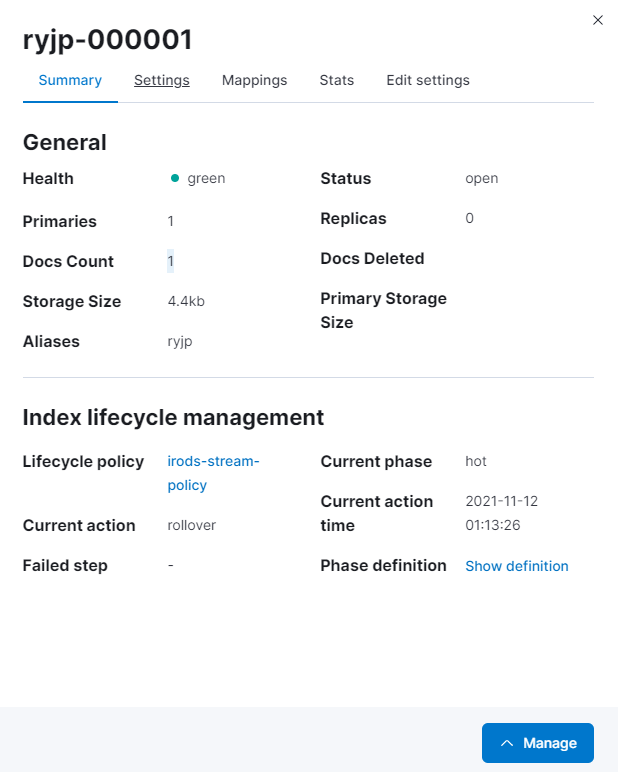 ryjp-000001
Summary Settings Mappings Stats Edit settings
General
Health green
Status open
Primaries 1
Replicas 0
Docs Count 1
Docs Deleted
Storage Size 4.4kb
Primary Storage
Size
Aliases ryjp
Index lifecycle management
Lifecycle policy irods-stream-
policy
Current phase hot
Current action rollover
Current action 2021-11-12
time 01:13:26
Failed step -
Phase definition Show definition
Manage